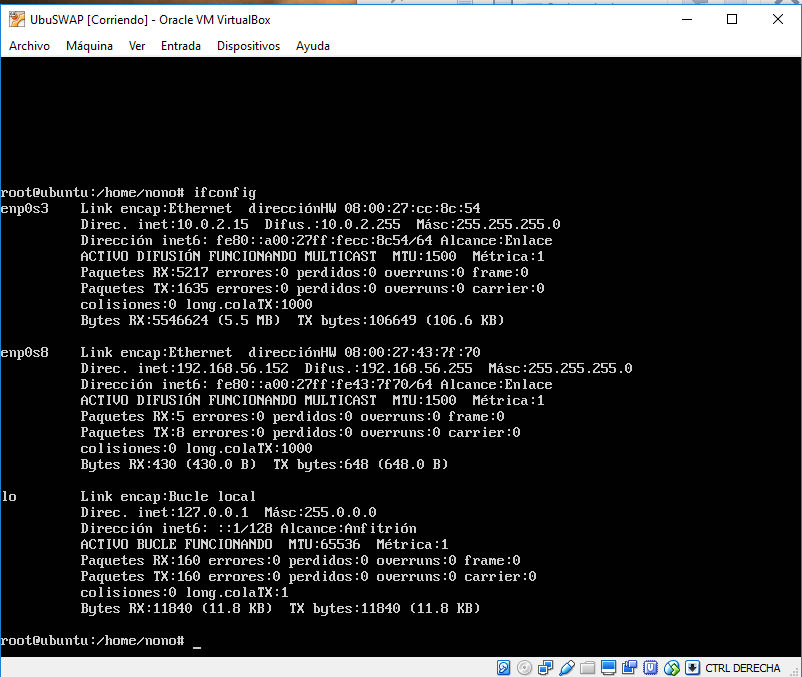 UbuSWAP [Corriendo] - Oracle VM VirtualBox
Archivo Máquina Ver Entrada Dispositivos Ayuda
root@ubuntu:/home/nono# ifconfig
enp0s3 Link encap:Ethernet direcciónHW 08:00:27:cc:8c:54
Direc. inet:10.0.2.15 Difus.:10.0.2.255 Másc:255.255.255.0
Dirección inet6: fe80::a00:27ff:fecc:8c54/64 Alcance:Enlace
ACTIVO DIFUSIÓN FUNCIONANDO MULTICAST MTU:1500 Métrica:1
Paquetes RX:5217 errores:0 perdidos:0 overruns:0 frame:0
Paquetes TX:1635 errores:0 perdidos:0 overruns:0 carrier:0
colisiones:0 long.colaTX:1000
Bytes RX:5546624 (5.5 MB) TX bytes:106649 (106.6 KB)
enp0s8 Link encap:Ethernet direcciónHW 08:00:27:43:7f:70
Direc. inet:192.168.56.152 Difus.:192.168.56.255 Másc:255.255.255.0
Dirección inet6: fe80::a00:27ff:fe43:7f70/64 Alcance:Enlace
ACTIVO DIFUSIÓN FUNCIONANDO MULTICAST MTU:1500 Métrica:1
Paquetes RX:5 errores:0 perdidos:0 overruns:0 frame:0
Paquetes TX:8 errores:0 perdidos:0 overruns:0 carrier:0
colisiones:0 long.colaTX:1000
Bytes RX:430 (430.0 B) TX bytes:648 (648.0 B)
lo Link encap:Bucle local
Direc. inet:127.0.0.1 Másc:255.0.0.0
Dirección inet6: ::1/128 Alcance:Anfitrión
ACTIVO BUCLE FUNCIONANDO MTU:65536 Métrica:1
Paquetes RX:160 errores:0 perdidos:0 overruns:0 frame:0
Paquetes TX:160 errores:0 perdidos:0 overruns:0 carrier:0
colisiones:0 long.colaTX:1
Bytes RX:11840 (11.8 KB) TX bytes:11840 (11.8 KB)
root@ubuntu:/home/nono# _
CTRL DERECHA